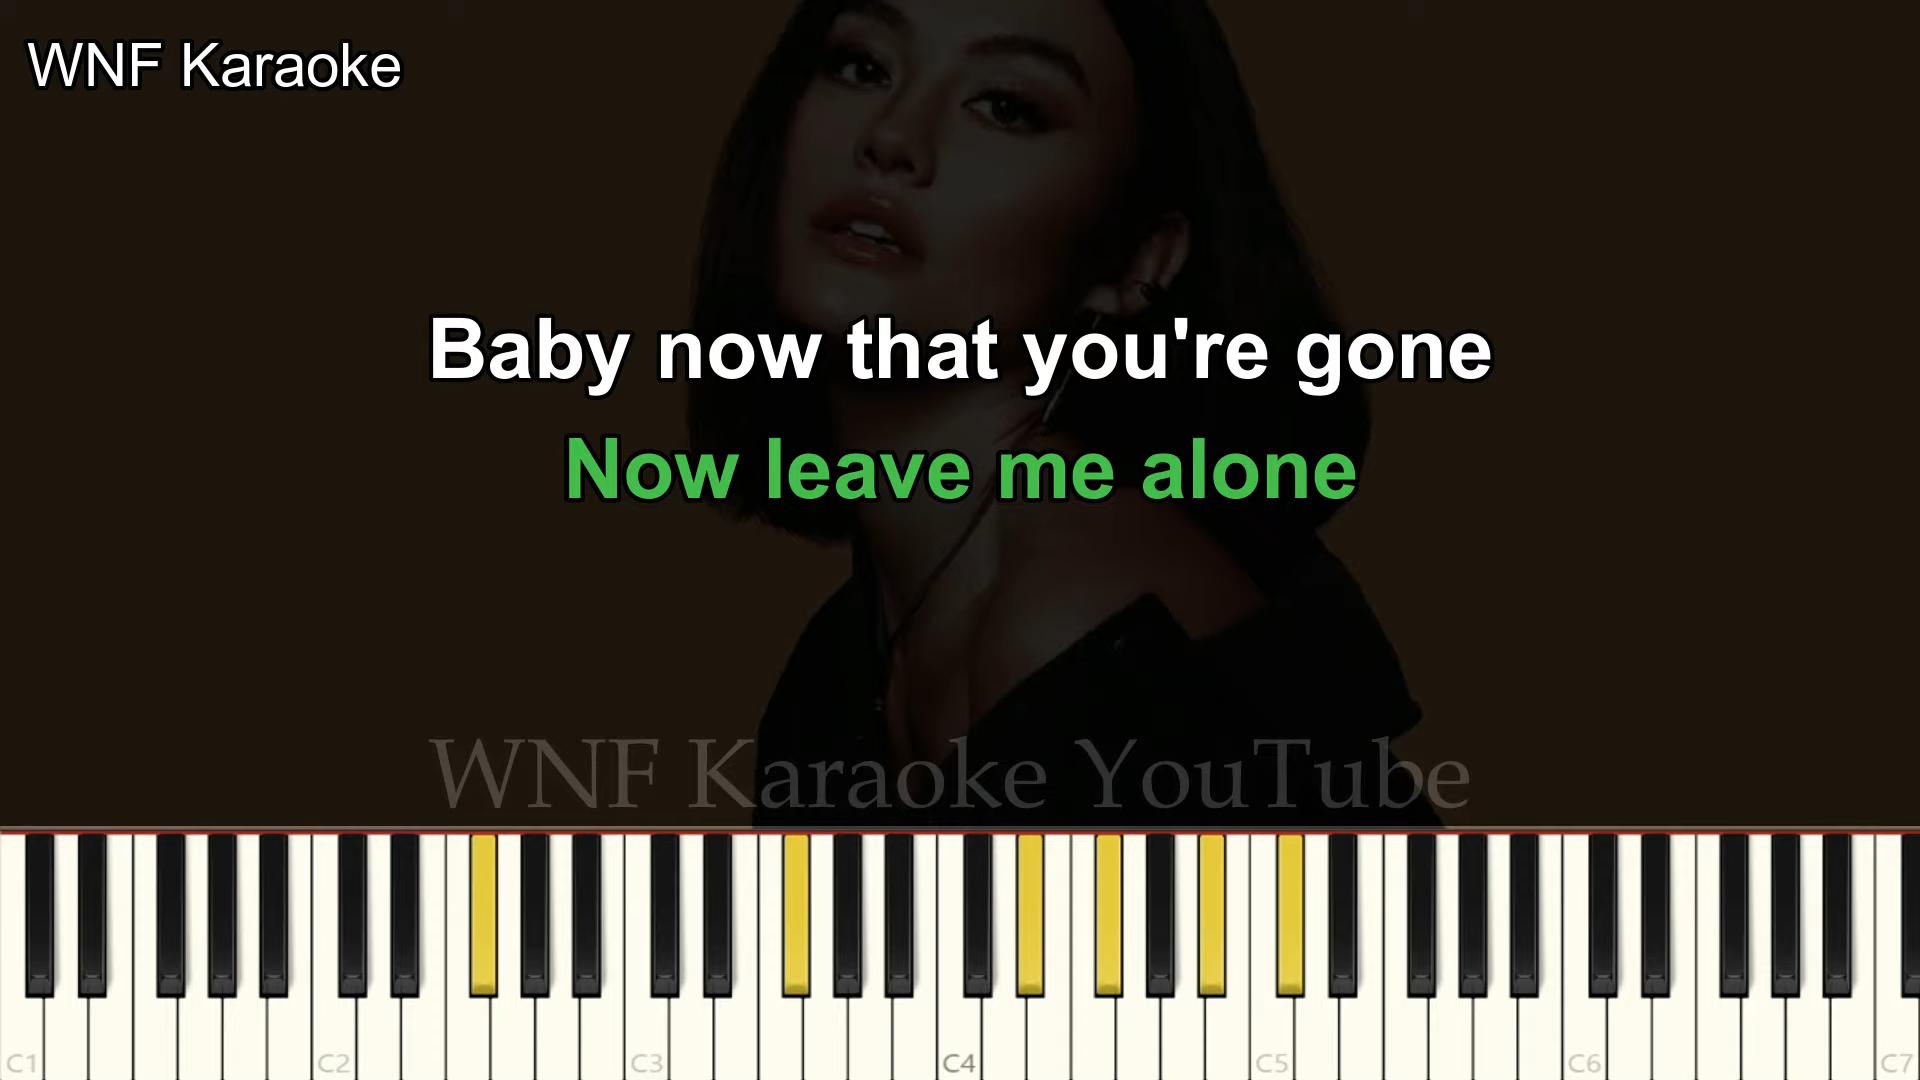 WNF Karaoke
Baby now that you're gone
Now leave me alone
WNF Karaoke YouTube
C1 C2 C3 C4 C5 C6 C7